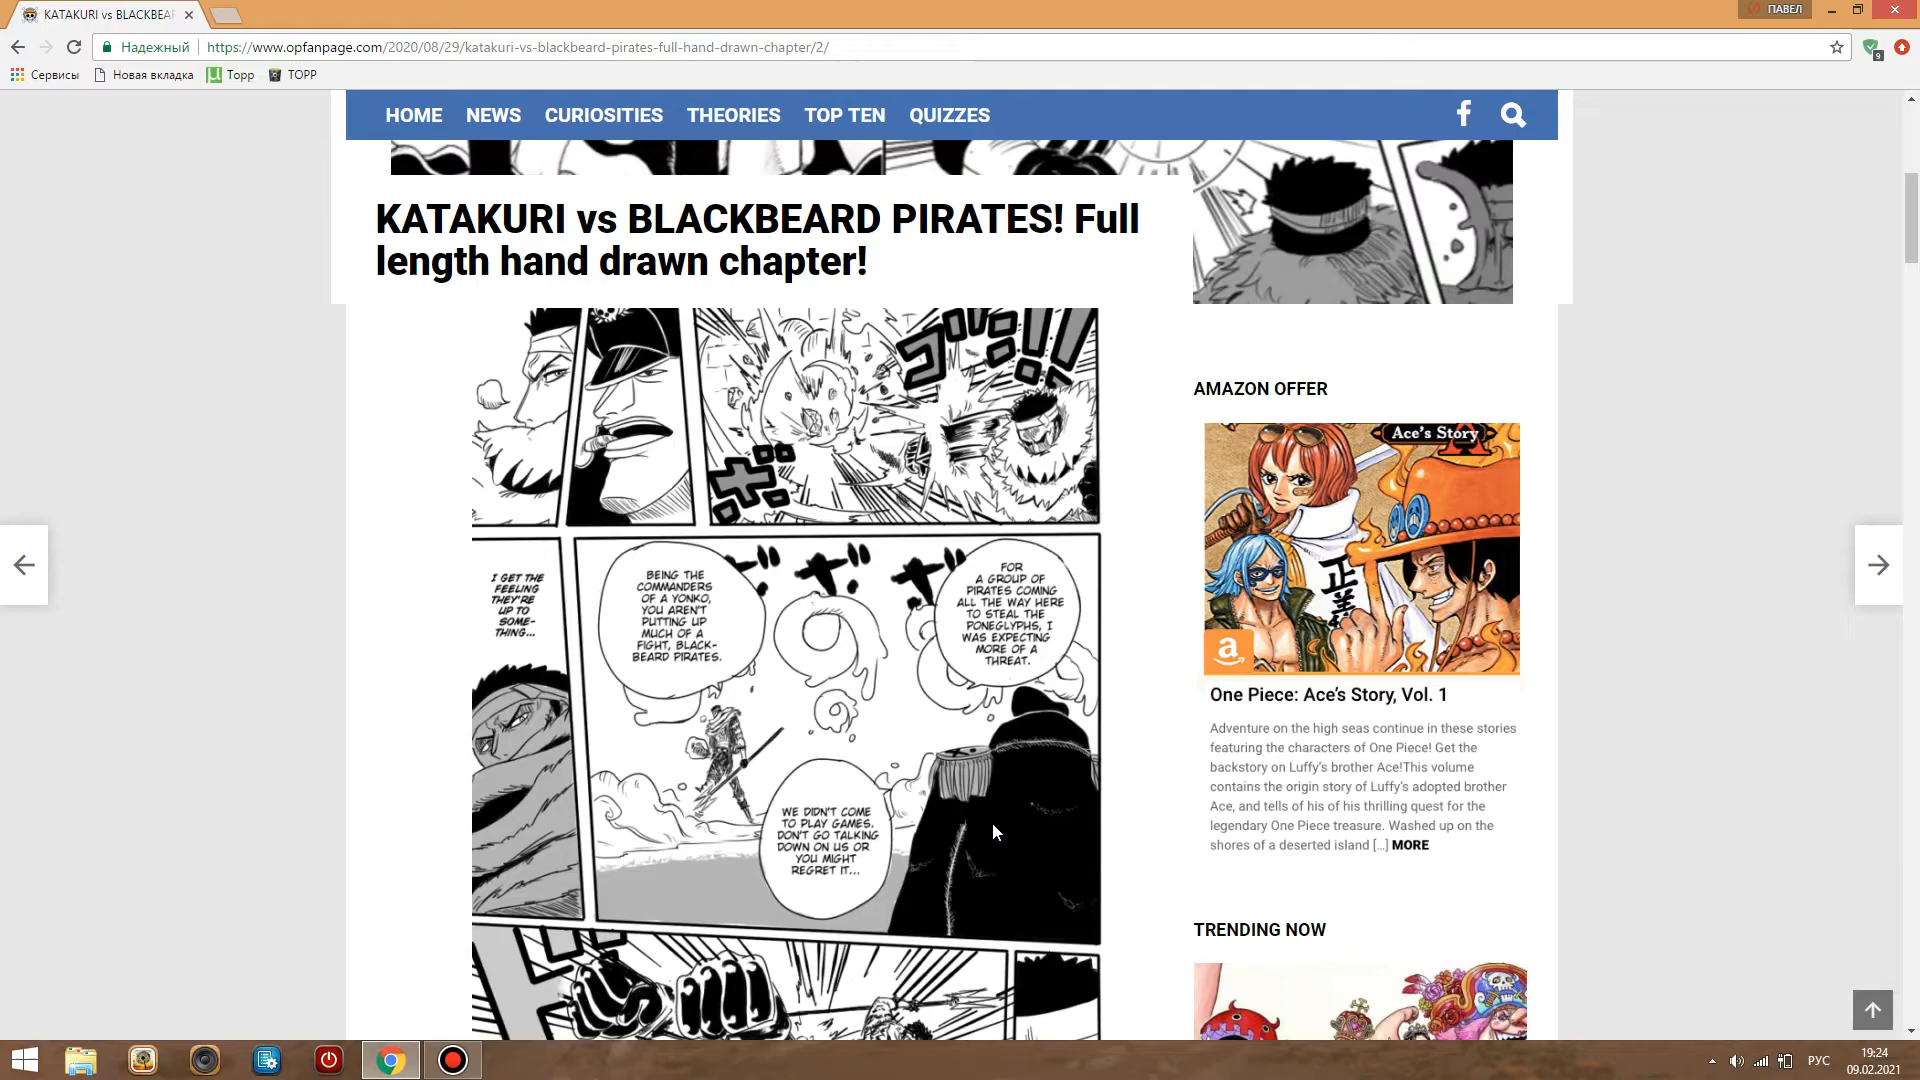 KATAKURI vs BLACKBEAR
ПАВЕЛ
Надежный
https://www.opfanpage.com/2020/08/29/katakuri-vs-blackbeard-pirates-full-hand-drawn-chapter/2/
9
Сервисы
Новая вкладка
Торр
ТОРР
HOME
NEWS
CURIOSITIES
THEORIES
TOP TEN
QUIZZES
KATAKURI vs BLACKBEARD PIRATES! Full
length hand drawn chapter!
I GET THE
FEELING
THEY'RE
UP TO
SOME-
THING...
BEING THE
COMMANDERS
OF A YONKO,
YOU AREN'T
PUTTING UP
MUCH OF A
FIGHT, BLACK-
BEARD PIRATES.
FOR
A GROUP OF
PIRATES COMING
ALL THE WAY HERE
TO STEAL THE
PONEGLYPHS, I
WAS EXPECTING
MORE OF A
THREAT.
WE DIDN'T COME
TO PLAY GAMES.
DON'T GO TALKING
DOWN ON US OR
YOU MIGHT
REGRET IT...
AMAZON OFFER
Ace's Story
One Piece: Ace's Story, Vol. 1
Adventure on the high seas continue in these stories
featuring the characters of One Piece! Get the
backstory on Luffy's brother Ace!This volume
contains the origin story of Luffy's adopted brother
Ace, and tells of his of his thrilling quest for the
legendary One Piece treasure. Washed up on the
shores of a deserted island [...] MORE
TRENDING NOW
РУС
19:24
09.02.2021